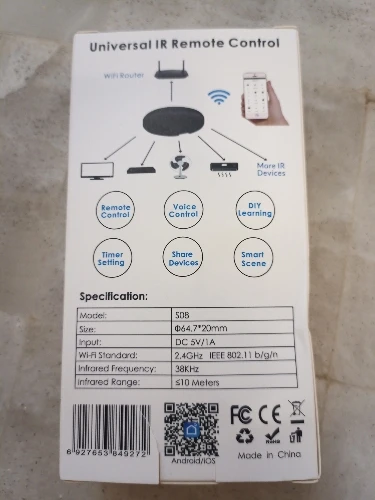 Universal IR Remote Control
WiFi Router
More IR
Devices
Remote
Control
Voice
Control
DIY
Learning
Timer
Setting
Share
Devices
Smart
Scene
Specification:
Model: S08
Size: Φ64.7*20mm
Input: DC 5V/1A
Wi-Fi Standard: 2.4GHz IEEE 802.11 b/g/n
Infrared Frequency: 38KHz
Infrared Range: ≤10 Meters
FC CE
RoHS
6 927653 849272
Android/iOS
Made in China